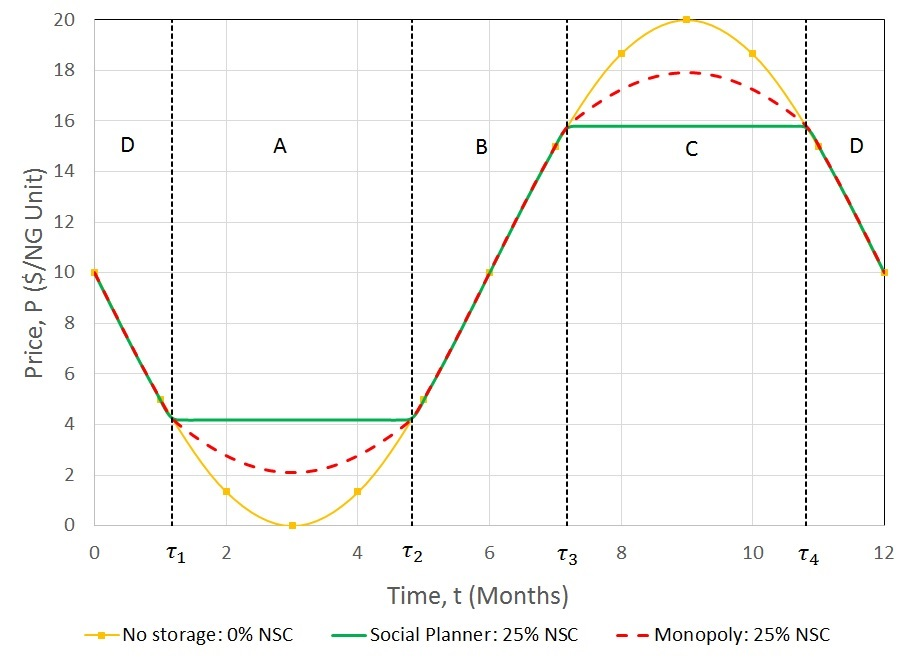 20
18
16
14
12
10
8
6
4
2
0
Price, P ($/NG Unit)
D A B C D
0 τ1 2 4 τ2 6 τ3 8 10 τ4 12
Time, t (Months)
No storage: 0% NSC Social Planner: 25% NSC Monopoly: 25% NSC